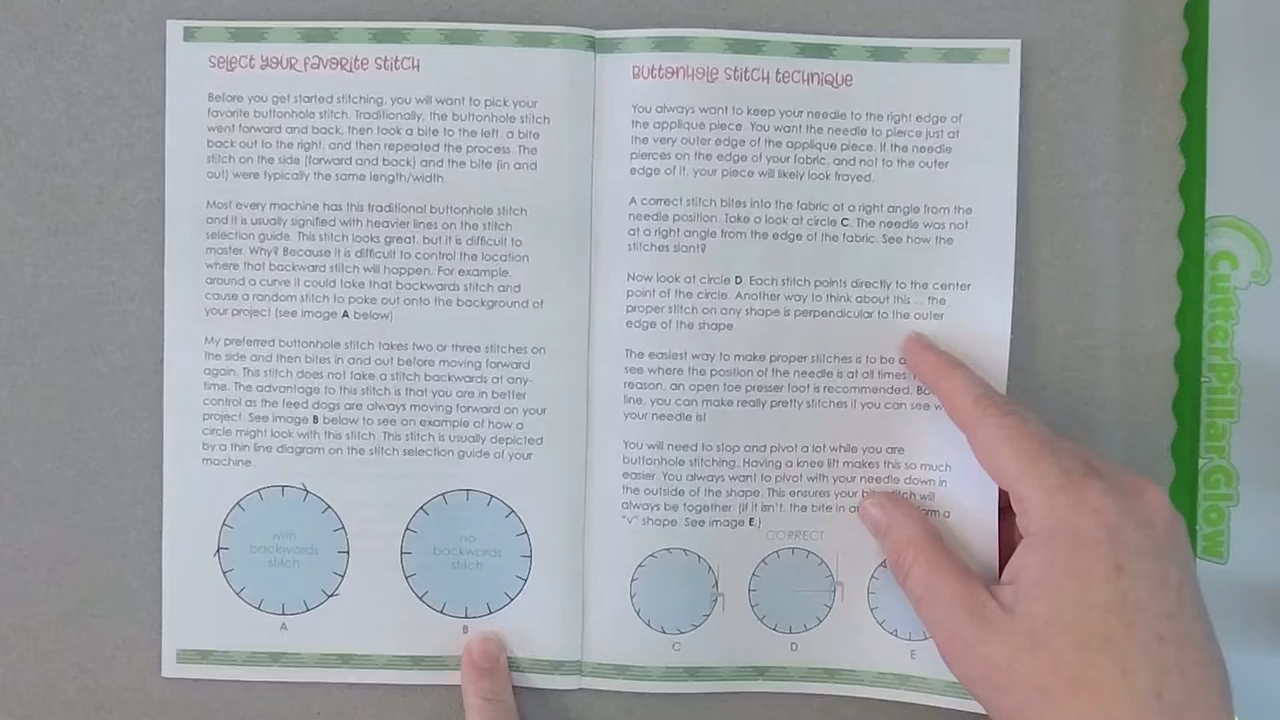 Select your favorite stitch
Before you get started stitching, you will want to pick your
favorite buttonhole stitch. Traditionally, the buttonhole stitch
went forward and back, then took a bite to the left, a bite
back out to the right, and then repeated the process. The
stitch on the side (forward and back) and the bite (in and
out) were typically the same length/width.
Most every machine has this traditional buttonhole stitch
and it is usually signified with heavier lines on the stitch
selection guide. This stitch looks great, but it is difficult to
master. Why? Because it is difficult to control the location
where that backward stitch will happen. For example,
around a curve it could take that backwards stitch and
cause a random stitch to poke out onto the background of
your project (see image A below)
My preferred buttonhole stitch takes two or three stitches on
the side and then bites in and out before moving forward
again. This stitch does not take a stitch backwards at any-
time. The advantage to this stitch is that you are in better
control as the feed dogs are always moving forward on your
project. See image B below to see an example of how a
circle might look with this stitch. This stitch is usually depicted
by a thin line diagram on the stitch selection guide of your
machine.
with
backwards
stitch
A
no
backwards
stitch
B
Buttonhole Stitch technique
You always want to keep your needle to the right edge of
the applique piece. You want the needle to pierce just at
the very outer edge of the applique piece. If the needle
pierces on the edge of your fabric, and not to the outer
edge of it, your piece will likely look frayed.
A correct stitch bites into the fabric at a right angle from the
needle position. Take a look at circle C. The needle was not
at a right angle from the edge of the fabric. See how the
stitches slant?
Now look at circle D. Each stitch points directly to the center
point of the circle. Another way to think about this ... the
proper stitch on any shape is perpendicular to the outer
edge of the shape
The easiest way to make proper stitches is to be
see where the position of the needle is at all times.
reason, an open toe presser foot is recommended.
line, you can make really pretty stitches if you can see
your needle is!
You will need to stop and pivot a lot while you are
buttonhole stitching. Having a knee lift makes this so much
easier. You always want to pivot with your needle down in
the outside of the shape. This ensures your stitch will
always be together. (If it isn't, the bite in a
"v" shape. See image E.)
CORRECT
C
D
E
CutterPillar Glow